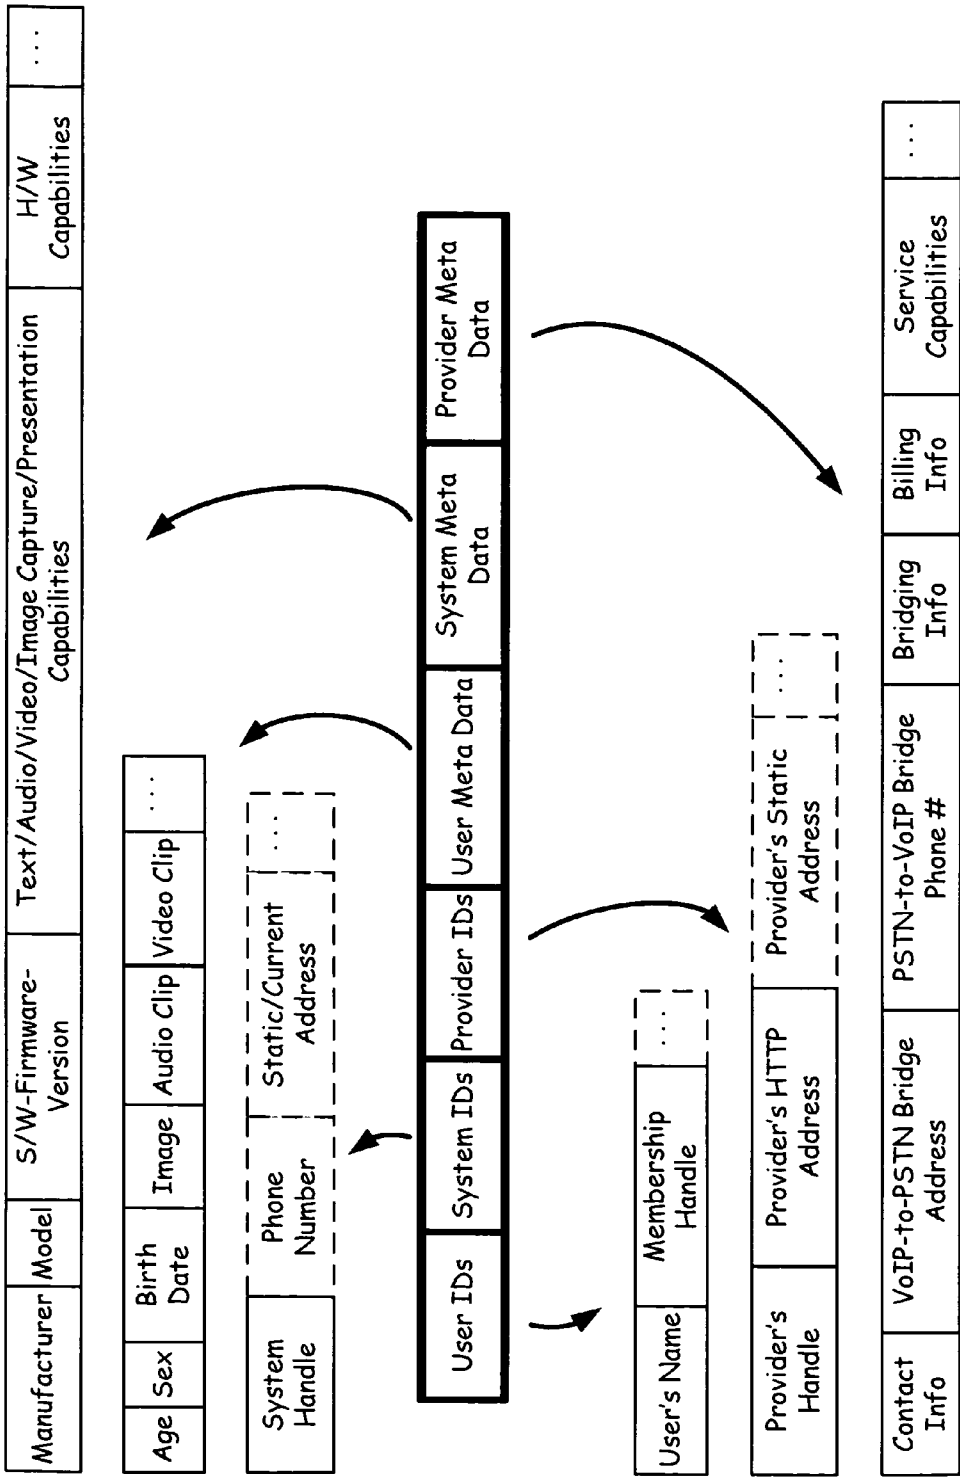 Manufacturer
Model
S/W-Firmware-
Version
Text/Audio/Video/Image Capture/Presentation
Capabilities
H/W
Capabilities
...
Age
Sex
Birth
Date
Image
Audio Clip
Video Clip
...
System
Handle
Phone
Number
Static/Current
Address
...
User IDs
System IDs
Provider IDs
User Meta Data
System Meta
Data
Provider Meta
Data
User's Name
Membership
Handle
...
Provider's
Handle
Provider's HTTP
Address
Provider's Static
Address
...
Contact
Info
VoIP-to-PSTN Bridge
Address
PSTN-to-VoIP Bridge
Phone #
Bridging
Info
Billing
Info
Service
Capabilities
...